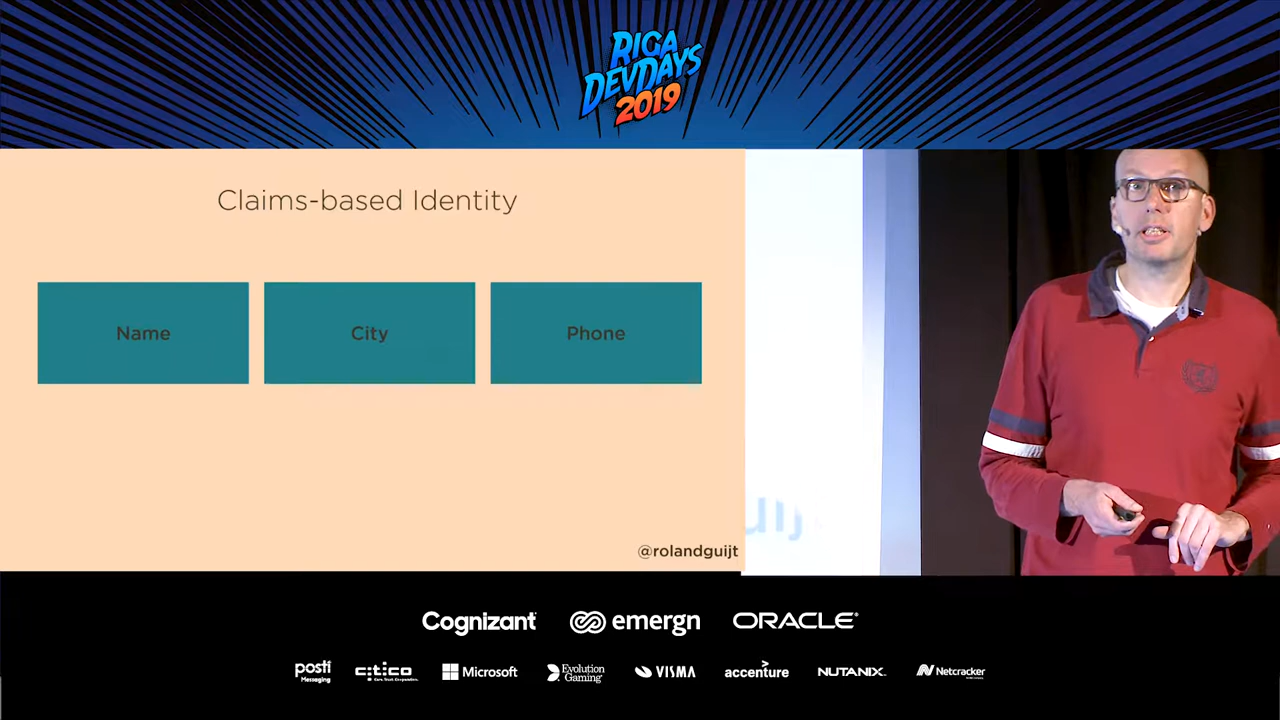 RIGA
DEVDAYS
2019
Claims-based Identity
Name
City
Phone
@rolandguijt
Cognizant
emergn
ORACLE
posti
Messaging
citico
Microsoft
Evolution
Gaming
VISMA
accenture
NUTANIX
Netcracker